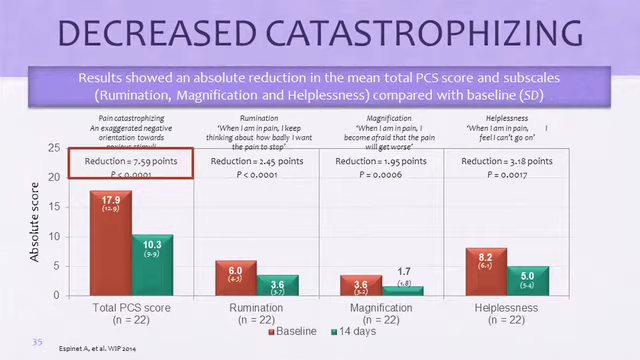 DECREASED CATASTROPHIZING
Results showed an absolute reduction in the mean total PCS score and subscales
(Rumination, Magnification and Helplessness) compared with baseline (SD)
Pain catastrophizing
An exaggerated negative
orientation towards
noxious stimuli
Rumination
'When I am in pain, I keep
thinking about how badly I want
the pain to stop'
Magnification
'When I am in pain, I
become afraid that the pain
will get worse'
Helplessness
'When I am in pain, I
feel I can't go on'
Reduction = 7.59 points
P < 0.0001
Reduction = 2.45 points
P < 0.0001
Reduction = 1.95 points
P = 0.0006
Reduction = 3.18 points
P = 0.0017
Absolute score
25
20
15
10
5
0
17.9
(12.9)
10.3
(9.9)
6.0
(4.3)
3.6
(3.7)
3.6
(3.2)
1.7
(1.8)
8.2
(6.1)
5.0
(5.4)
Total PCS score
(n = 22)
Rumination
(n = 22)
Magnification
(n = 22)
Helplessness
(n = 22)
Baseline 14 days
35
Espinet A, et al. WIP 2014